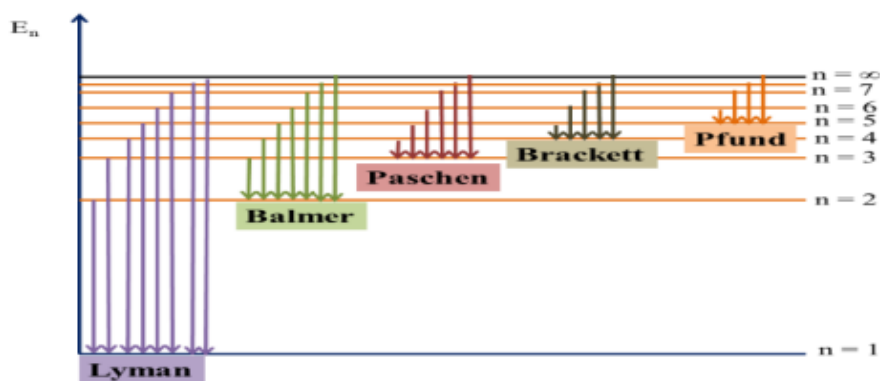 Eₙ
n = ∞
n = 7
n = 6
n = 5
n = 4
n = 3
n = 2
n = 1
Lyman
Balmer
Paschen
Brackett
Pfund